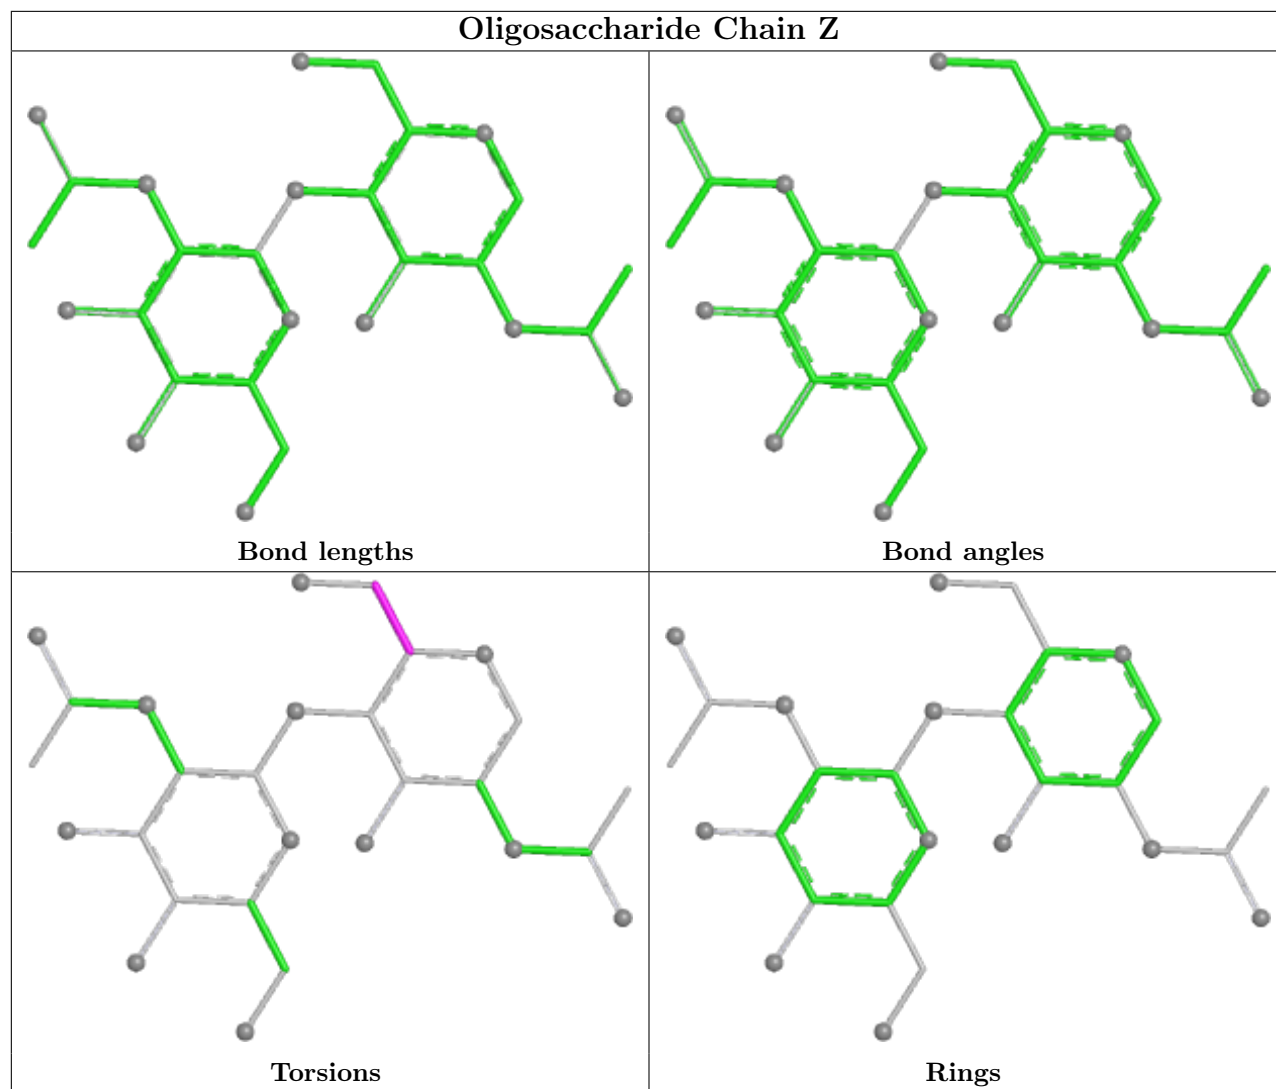 Oligosaccharide Chain Z
Bond lengths
Bond angles
Torsions
Rings